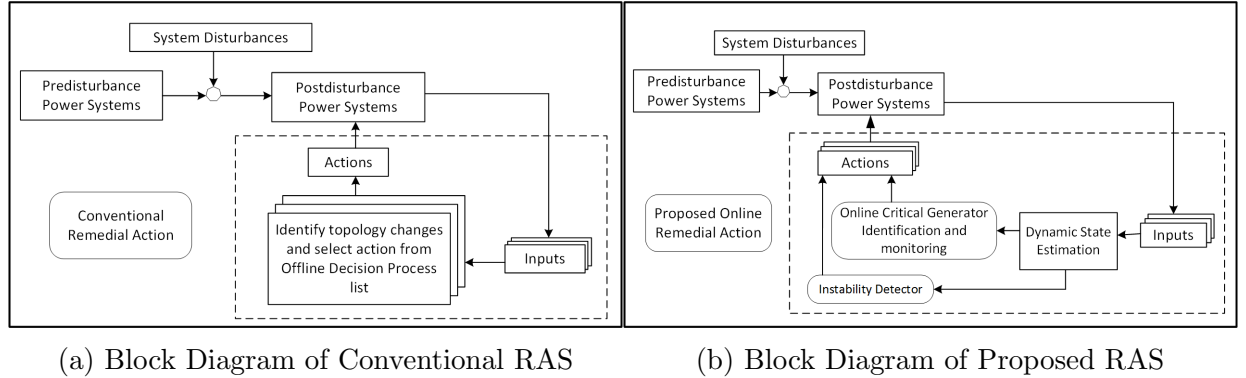 System Disturbances
Predisturbance
Power Systems
Postdisturbance
Power Systems
Actions
Conventional
Remedial Action
Identify topology changes
and select action from
Offline Decision Process
list
Inputs
System Disturbances
Predisturbance
Power Systems
Postdisturbance
Power Systems
Actions
Proposed Online
Remedial Action
Online Critical Generator
Identification and
monitoring
Dynamic State
Estimation
Inputs
Instability Detector
(a) Block Diagram of Conventional RAS
(b) Block Diagram of Proposed RAS